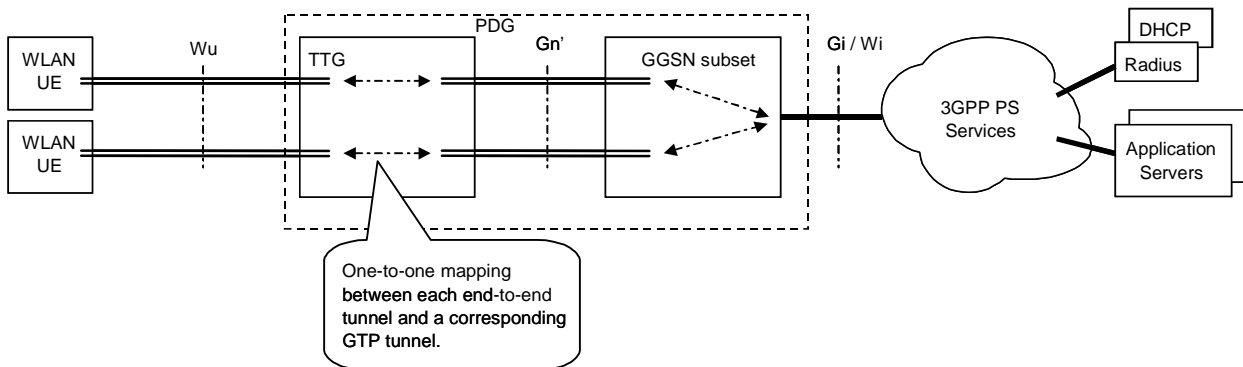 PDG
WLAN
UE
Wu
TTG
Gn'
GGSN subset
Gi / Wi
DHCP
Radius
3GPP PS
Services
WLAN
UE
Application
Servers
One-to-one mapping
between each end-to-end
tunnel and a corresponding
GTP tunnel.